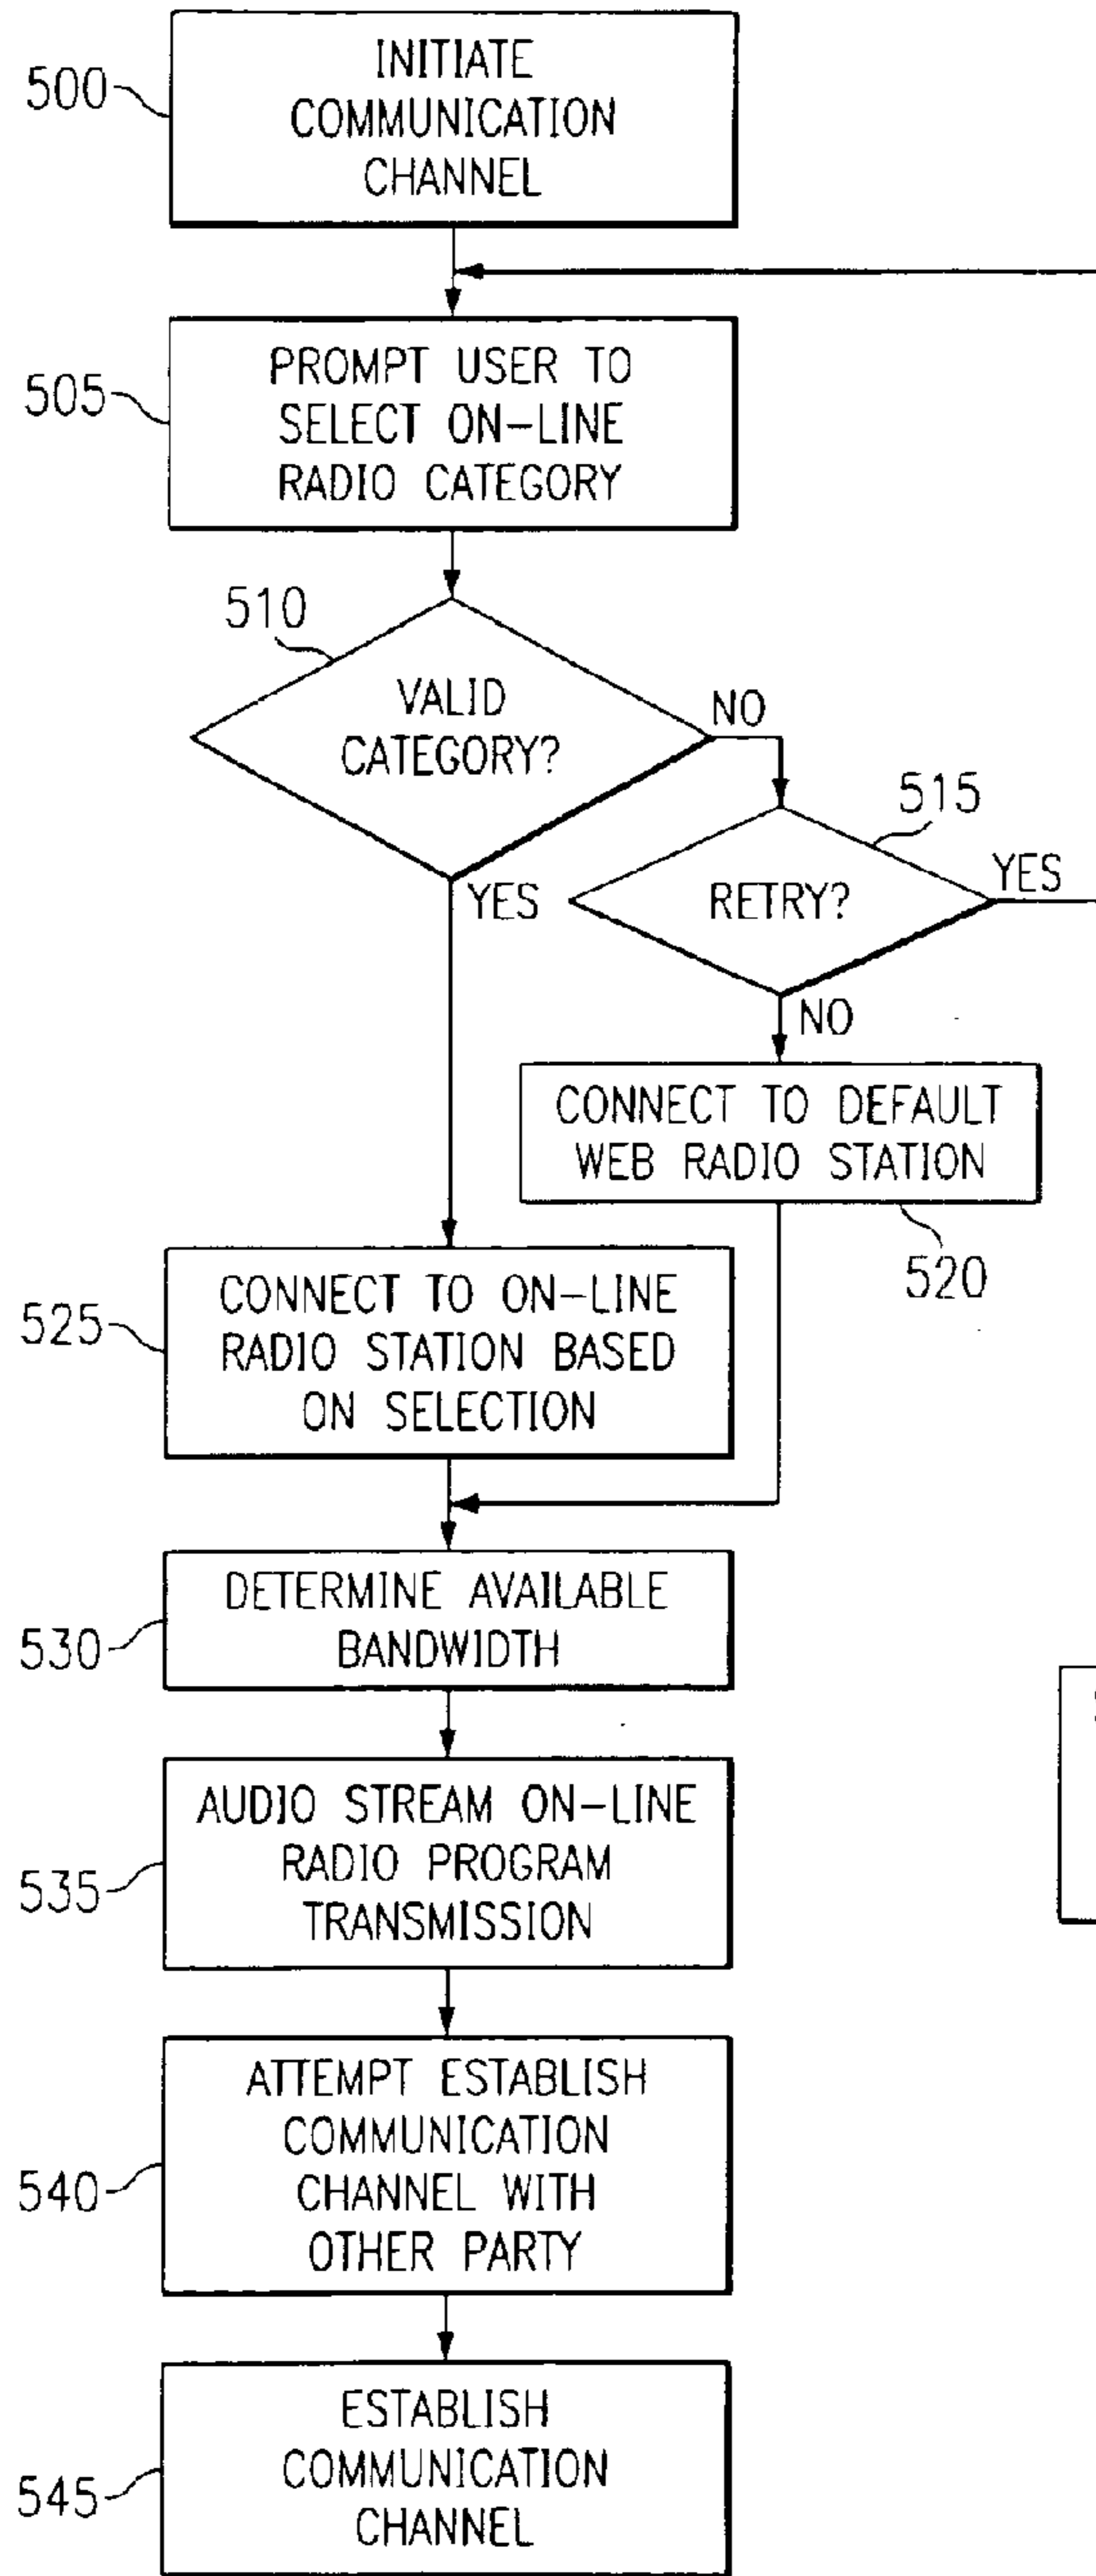 500
INITIATE
COMMUNICATION
CHANNEL
505
PROMPT USER TO
SELECT ON-LINE
RADIO CATEGORY
510
VALID
CATEGORY?
NO
YES
515
RETRY?
YES
NO
CONNECT TO DEFAULT
WEB RADIO STATION
520
525
CONNECT TO ON-LINE
RADIO STATION BASED
ON SELECTION
530
DETERMINE AVAILABLE
BANDWIDTH
535
AUDIO STREAM ON-LINE
RADIO PROGRAM
TRANSMISSION
540
ATTEMPT ESTABLISH
COMMUNICATION
CHANNEL WITH
OTHER PARTY
545
ESTABLISH
COMMUNICATION
CHANNEL